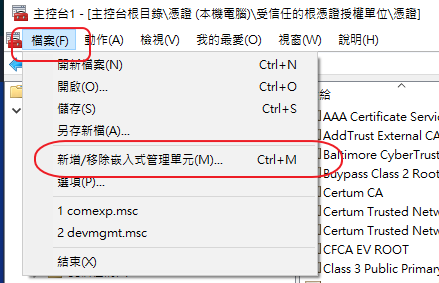 主控台1 - [主控台根目錄\憑證 (本機電腦)\受信任的根憑證授權單位\憑證]
檔案(F) 動作(A) 檢視(V) 我的最愛(O) 視窗(W) 說明(H)
開新檔案(N) Ctrl+N
開啟(O)... Ctrl+O
儲存(S) Ctrl+S
另存新檔(A)...
新增/移除嵌入式管理單元(M)... Ctrl+M
選項(P)...
1 comexp.msc
2 devmgmt.msc
結束(X)
給
AAA Certificate Servi
AddTrust External CA
Baltimore CyberTrust
Buypass Class 2 Root
Certum CA
Certum Trusted Netw
Certum Trusted Netw
CFCA EV ROOT
Class 3 Public Primary